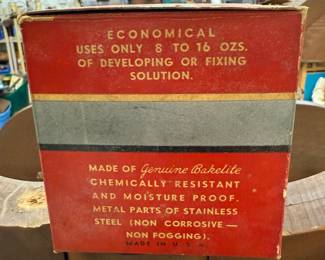 ECONOMICAL
USES ONLY 8 TO 16 OZS.
OF DEVELOPING OR FIXING
SOLUTION.
MADE OF Genuine Bakelite
CHEMICALLY RESISTANT
AND MOISTURE PROOF.
METAL PARTS OF STAINLESS
STEEL (NON CORROSIVE—
NON FOGGING).
MADE IN U. S. A.